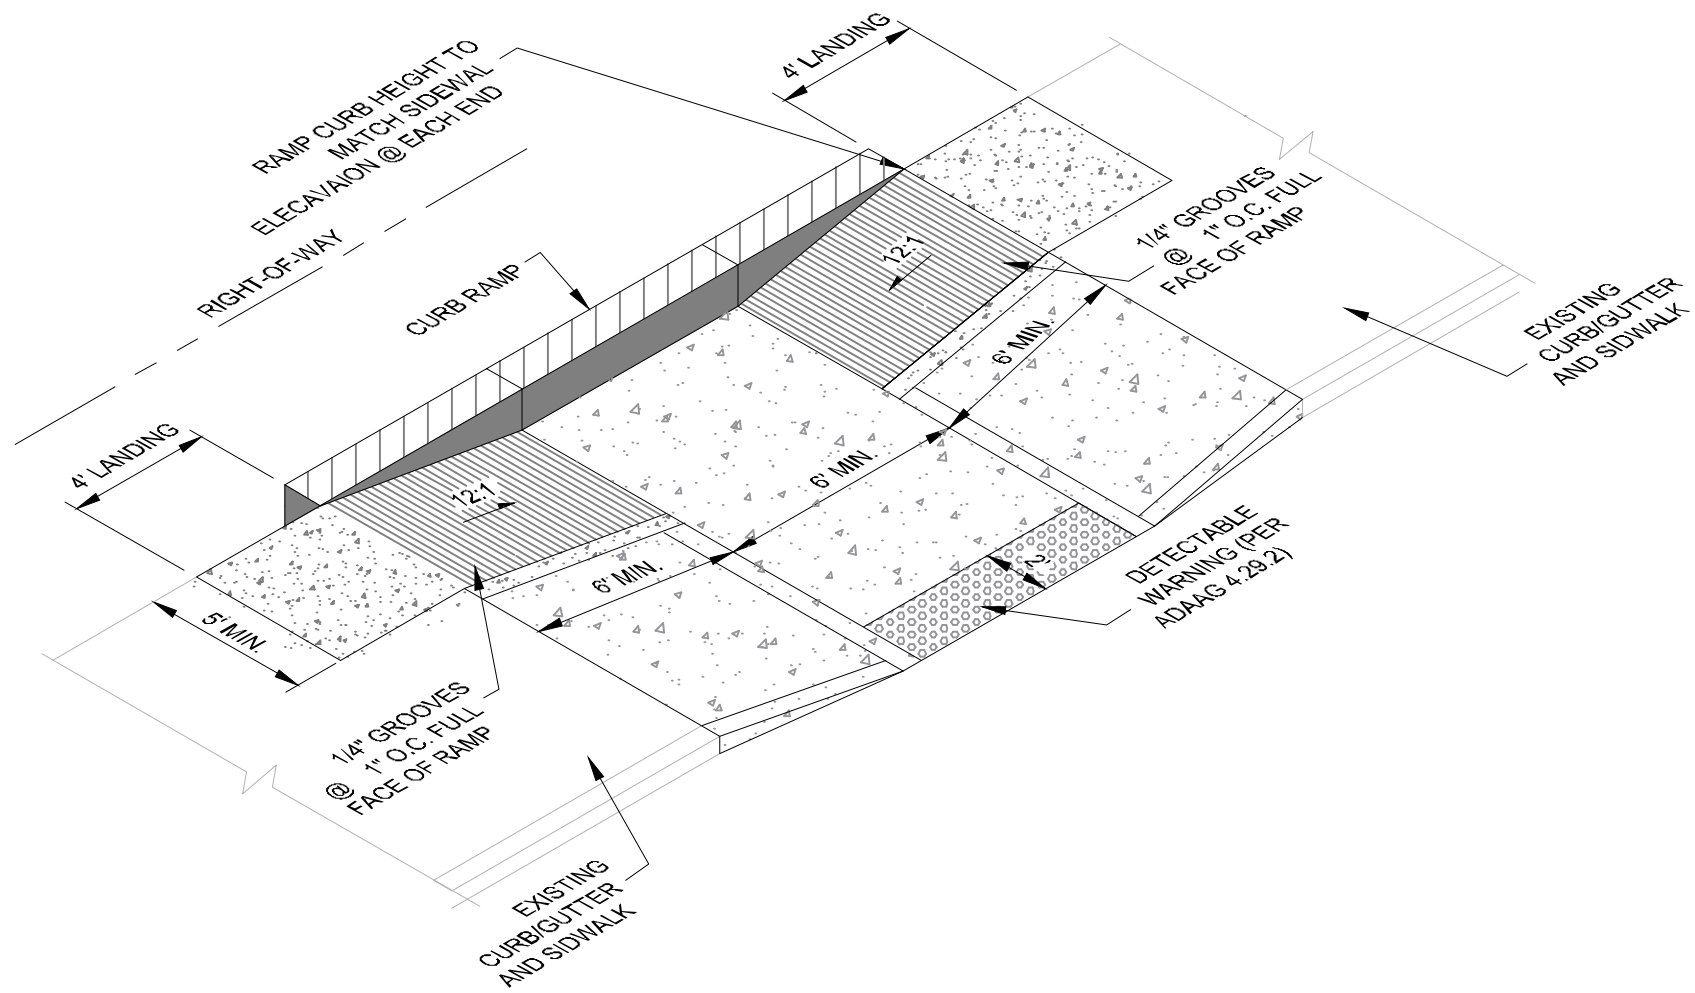 4' LANDING
RAMP CURB HEIGHT TO
MATCH SIDEWAL
ELECAVAION @ EACH END
RIGHT-OF-WAY
CURB RAMP
12:1
1/4" GROOVES
@ 1" O.C. FULL
FACE OF RAMP
EXISTING
CURB/GUTTER
AND SIDWALK
6' MIN.
4' LANDING
12:1
6' MIN.
6' MIN.
2'
DETECTABLE
WARNING (PER
ADAAG 4.29.2)
5' MIN.
1/4" GROOVES
@ 1" O.C. FULL
FACE OF RAMP
EXISTING
CURB/GUTTER
AND SIDWALK